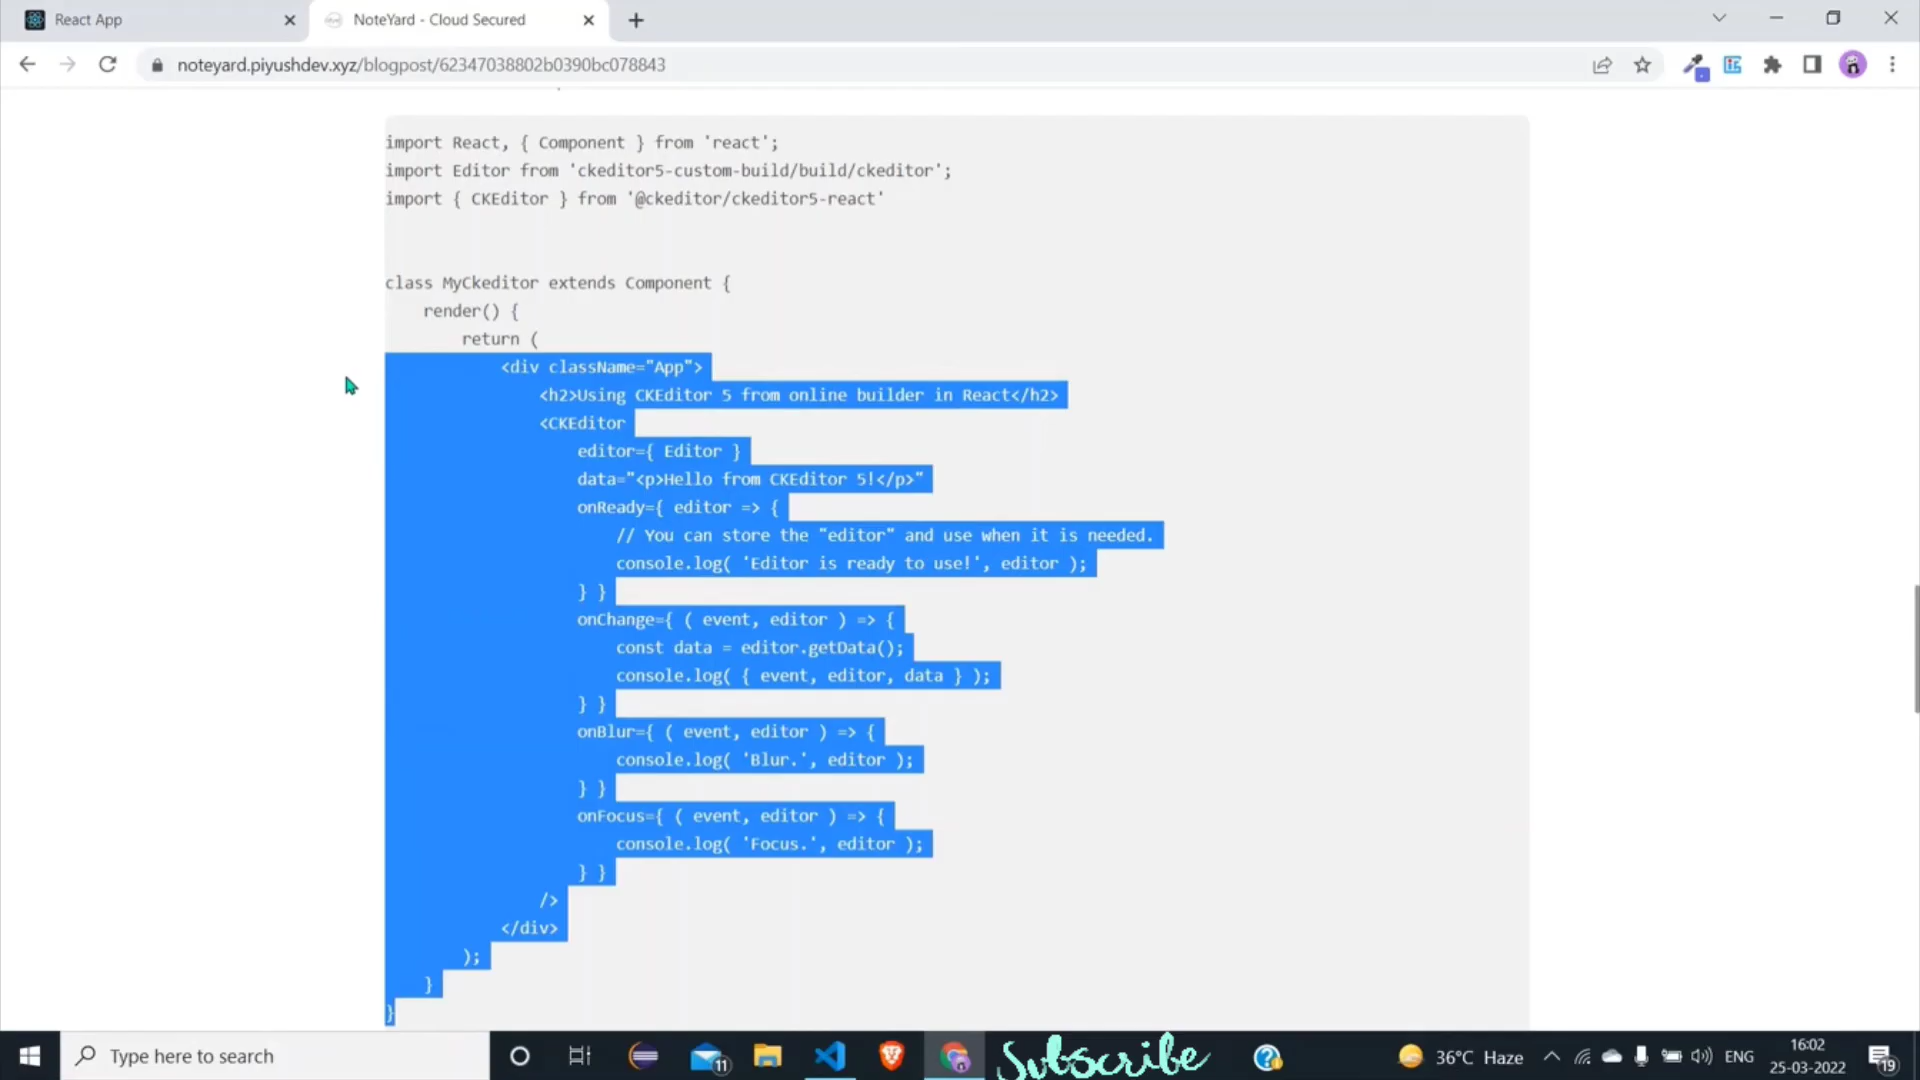 React App
NoteYard - Cloud Secured
noteyard.piyushdev.xyz/blogpost/62347038802b0390bc078843
import React, { Component } from 'react';
import Editor from 'ckeditor5-custom-build/build/ckeditor';
import { CKEditor } from '@ckeditor/ckeditor5-react'
class MyCkeditor extends Component {
render() {
return (
<div className="App">
<h2>Using CKEditor 5 from online builder in React</h2>
<CKEditor
editor={ Editor }
data="<p>Hello from CKEditor 5!</p>"
onReady={ editor => {
// You can store the "editor" and use when it is needed.
console.log( 'Editor is ready to use!', editor );
} }
onChange={ ( event, editor ) => {
const data = editor.getData();
console.log( { event, editor, data } );
} }
onBlur={ ( event, editor ) => {
console.log( 'Blur.', editor );
} }
onFocus={ ( event, editor ) => {
console.log( 'Focus.', editor );
} }
/>
</div>
);
}
}
Type here to search
11
Subscribe
36°C Haze
ENG
16:02
25-03-2022
19